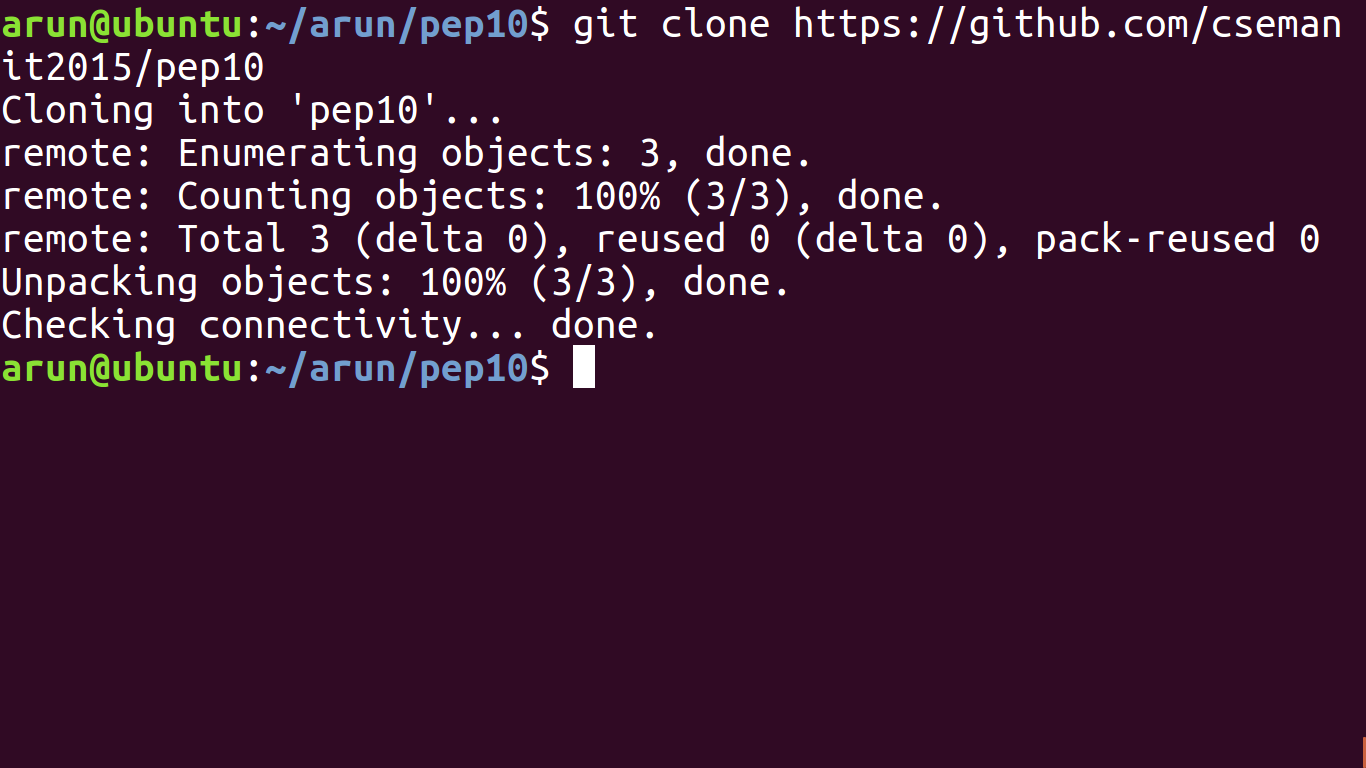 arun@ubuntu:~/arun/pep10$ git clone https://github.com/cseman
it2015/pep10
Cloning into 'pep10'...
remote: Enumerating objects: 3, done.
remote: Counting objects: 100% (3/3), done.
remote: Total 3 (delta 0), reused 0 (delta 0), pack-reused 0
Unpacking objects: 100% (3/3), done.
Checking connectivity... done.
arun@ubuntu:~/arun/pep10$